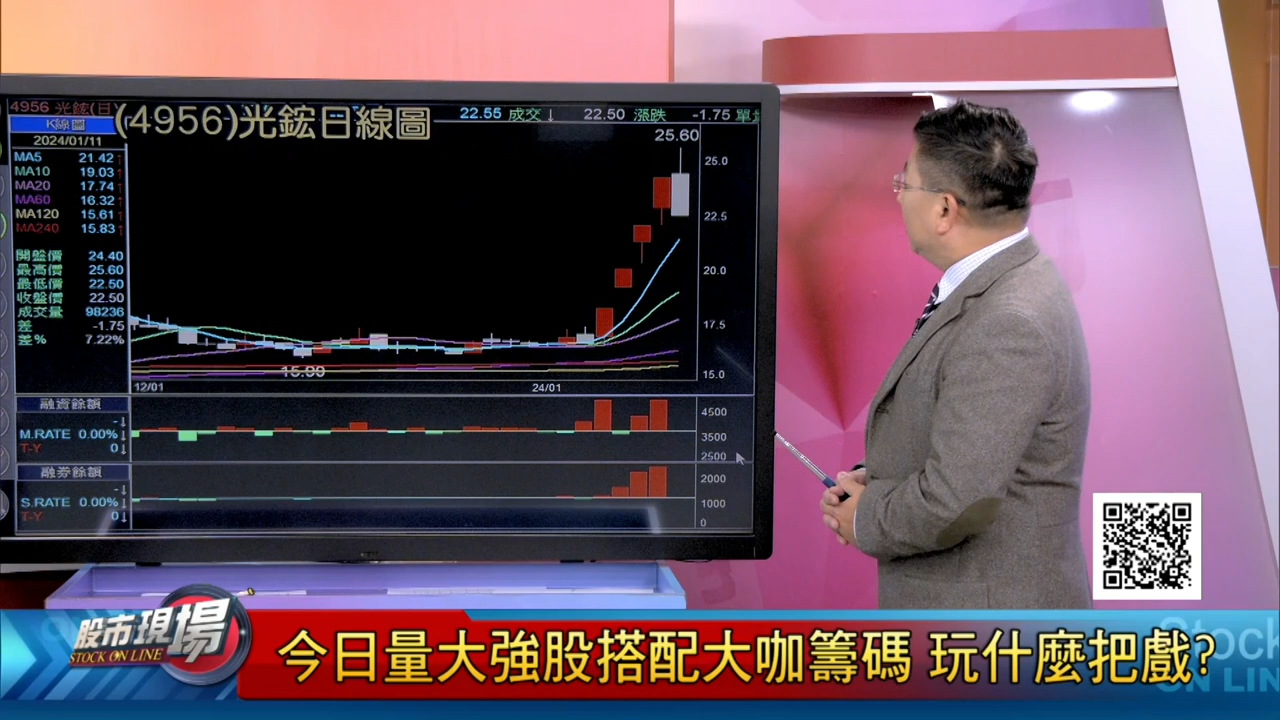 4956 光鋐(日)
(4956)光鋐日線圖
22.55 成交↓ 22.50 漲跌 -1.75
K線圖
2024/01/11
MA5 21.42↑
MA10 19.03↑
MA20 17.74↑
MA60 16.32↑
MA120 15.61↑
MA240 15.83↑
開盤價 24.40
最高價 25.60
最低價 22.50
收盤價 22.50
成交量 98236
差 -1.75
差% 7.22%
25.60
25.0
22.5
20.0
17.5
15.0
15.90
12/01
24/01
融資餘額
-↓
M.RATE 0.00%↓
T-Y 0↓
4500
3500
2500
融券餘額
-↓
S.RATE 0.00%↓
T-Y 0↓
2000
1000
0
股市現場
STOCK ON LINE
今日量大強股搭配大咖籌碼 玩什麼把戲?
Stock
ON LIN